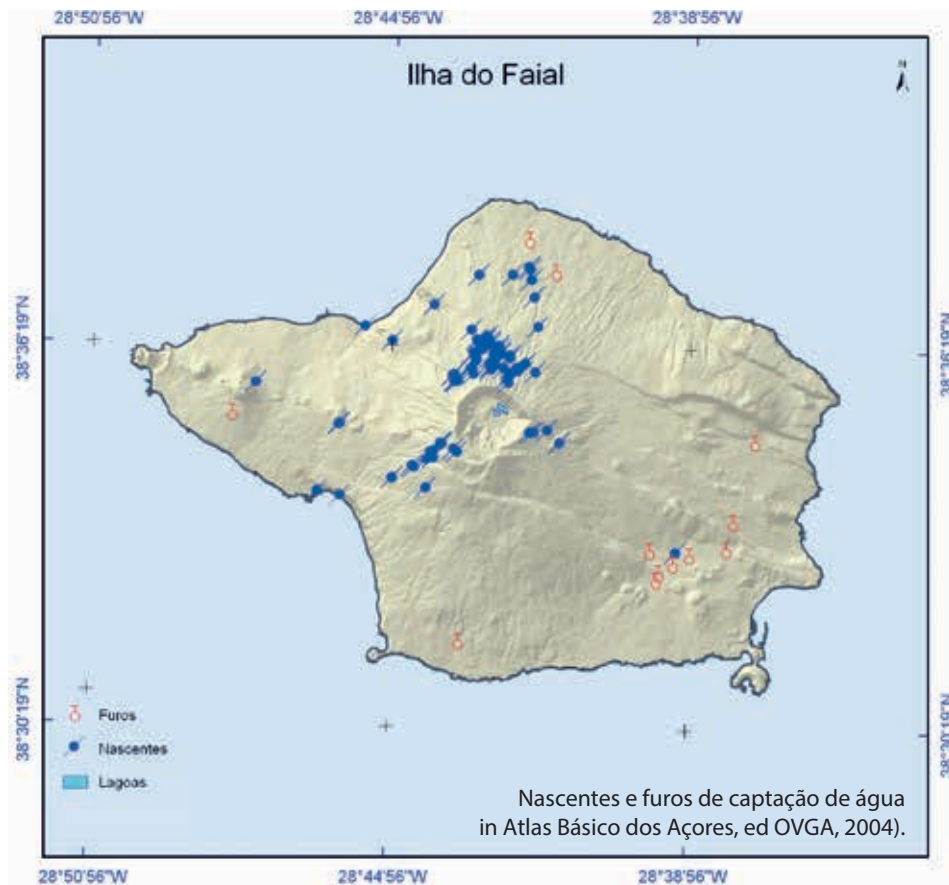 28°50'56"W 28°44'56"W 28°38'56"W
Ilha do Faial
N
38°36'19"N 38°36'19"N
38°30'19"N 38°30'19"N
Furos
Nascentes
Lagoas
Nascentes e furos de captação de água
in Atlas Básico dos Açores, ed OVGA, 2004).
28°50'56"W 28°44'56"W 28°38'56"W